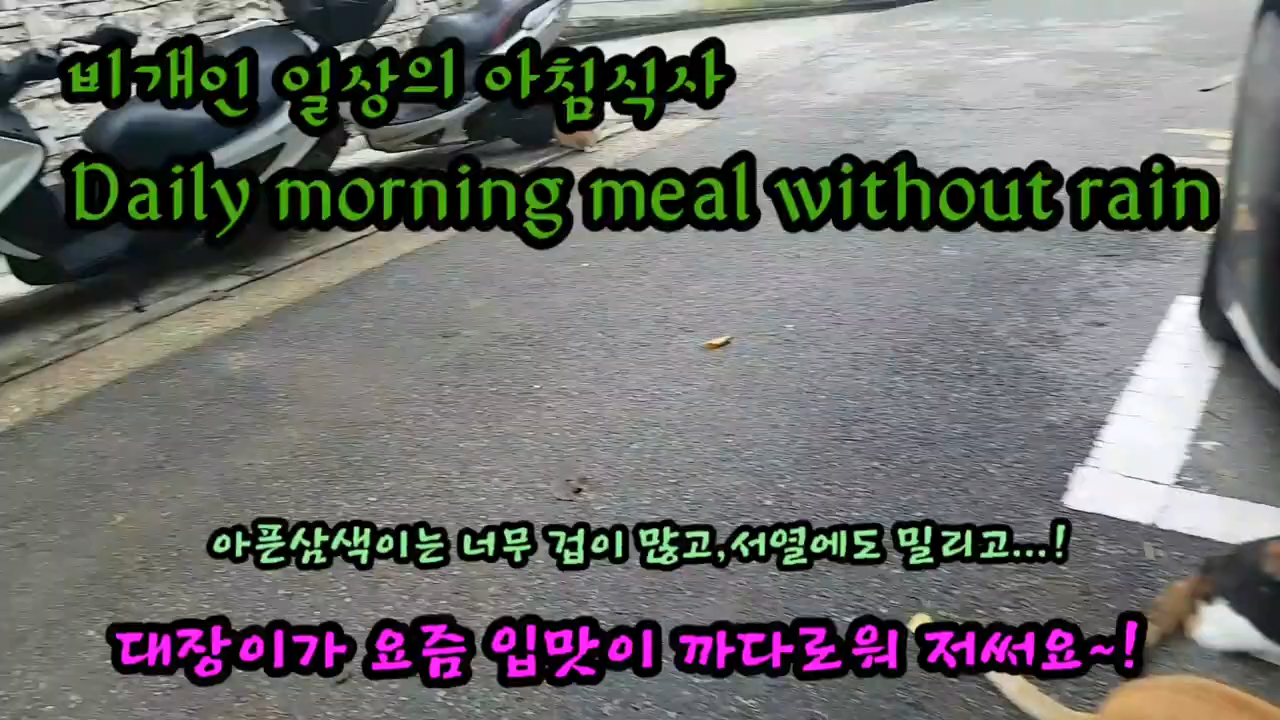 비개인 일상의 아침식사
Daily morning meal without rain
아픈삼색이는 너무 겁이 많고,서열에도 밀리고...!
대장이가 요즘 입맛이 까다로워 저써요~!